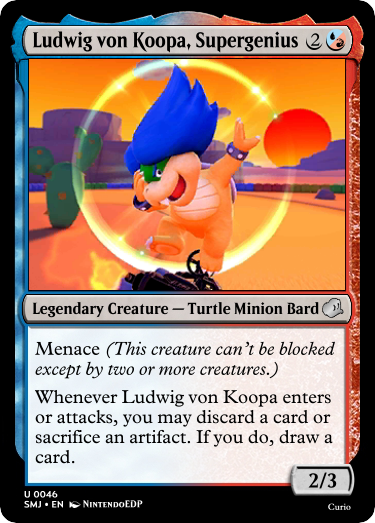 Ludwig von Koopa, Supergenius 2
Legendary Creature — Turtle Minion Bard
Menace (This creature can't be blocked
except by two or more creatures.)
Whenever Ludwig von Koopa enters
or attacks, you may discard a card or
sacrifice an artifact. If you do, draw a
card.
2/3
U 0046
SMJ • EN NintendoEDP
Curio